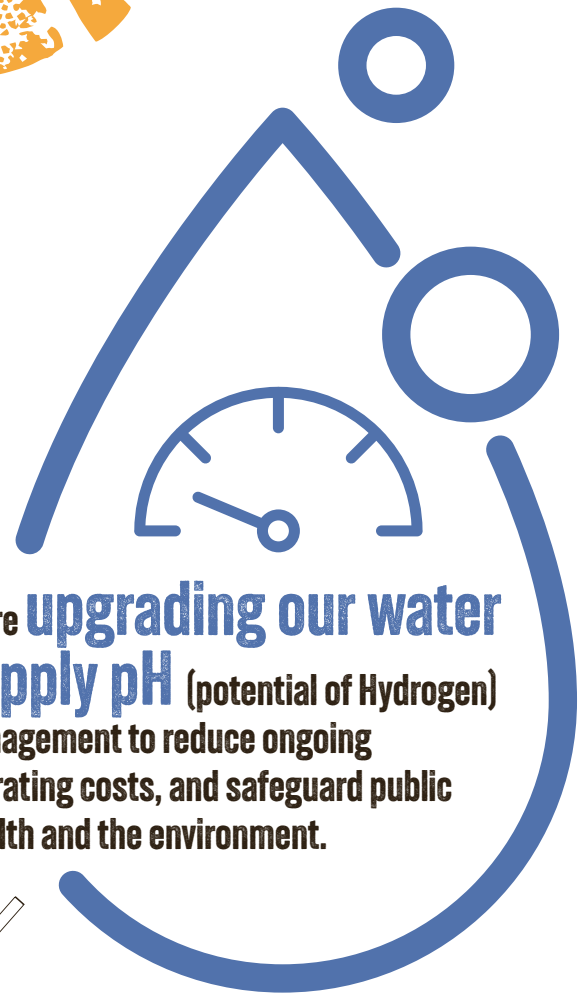 re upgrading our water
pply pH (potential of Hydrogen)
agement to reduce ongoing
rating costs, and safeguard public
lth and the environment.